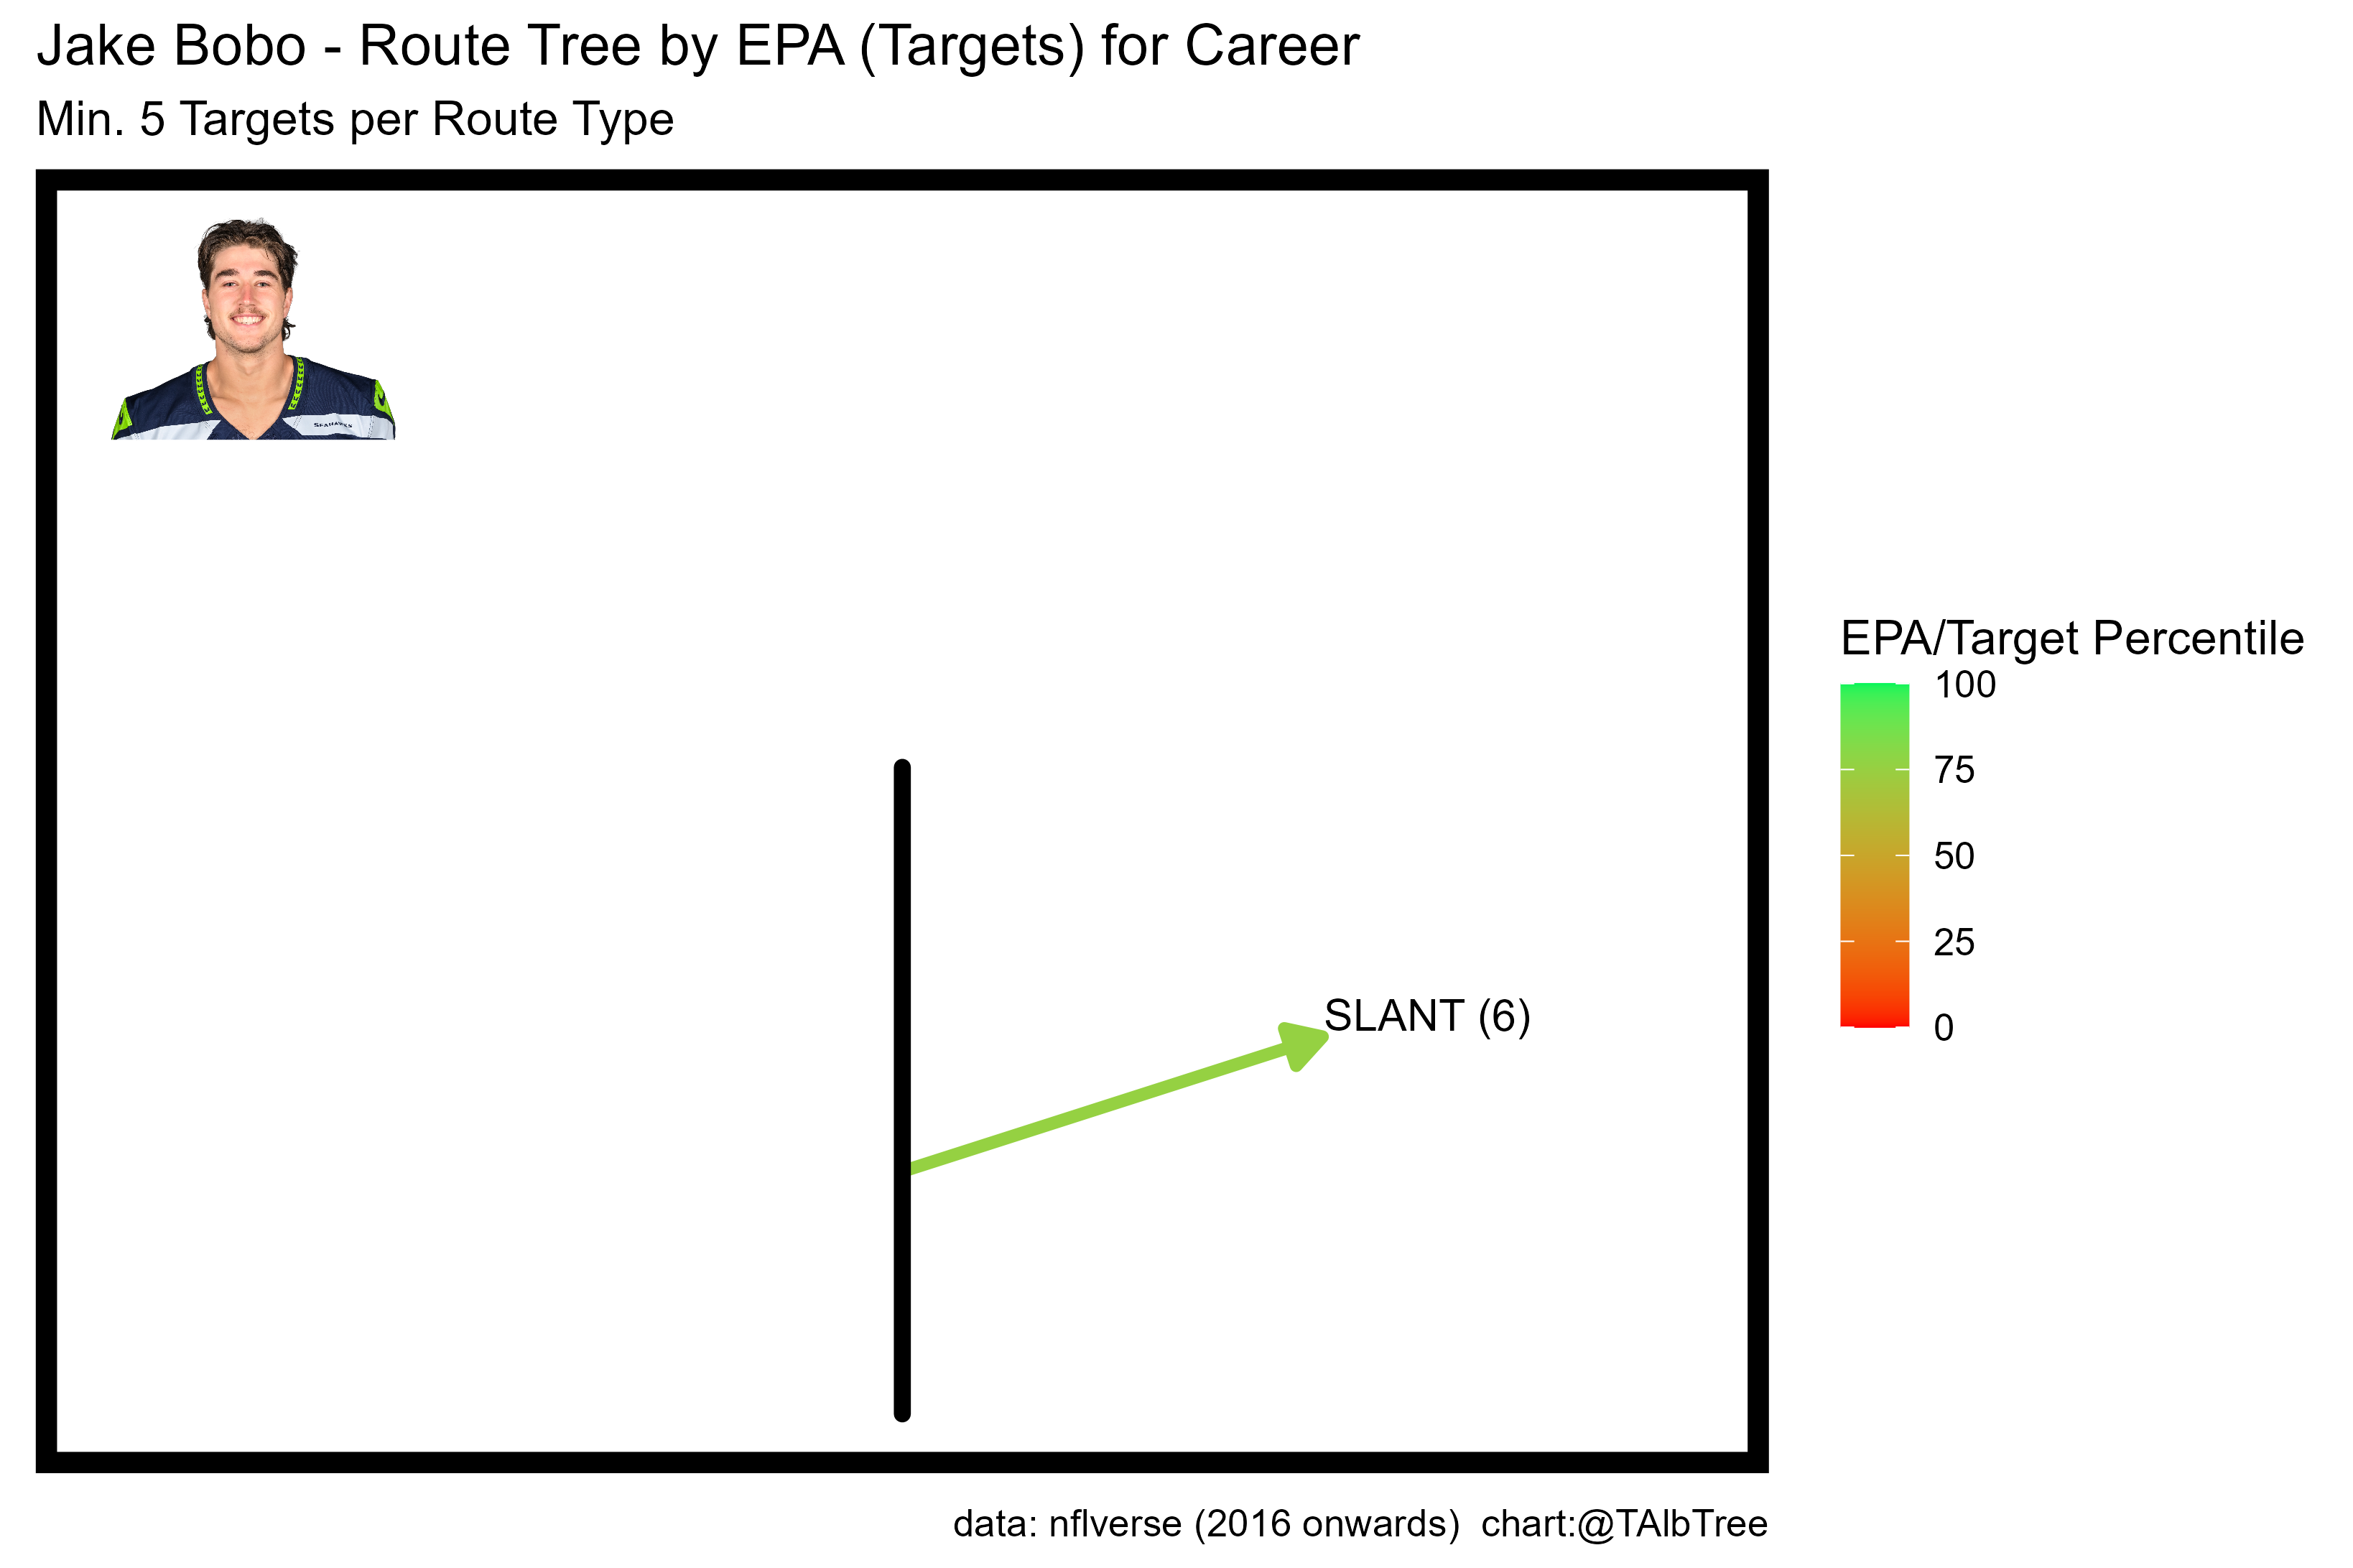 Jake Bobo - Route Tree by EPA (Targets) for Career
Min. 5 Targets per Route Type
SEAHAWKS
EPA/Target Percentile
100
75
50
25
0
SLANT (6)
data: nflverse (2016 onwards)  chart:@TAlbTree